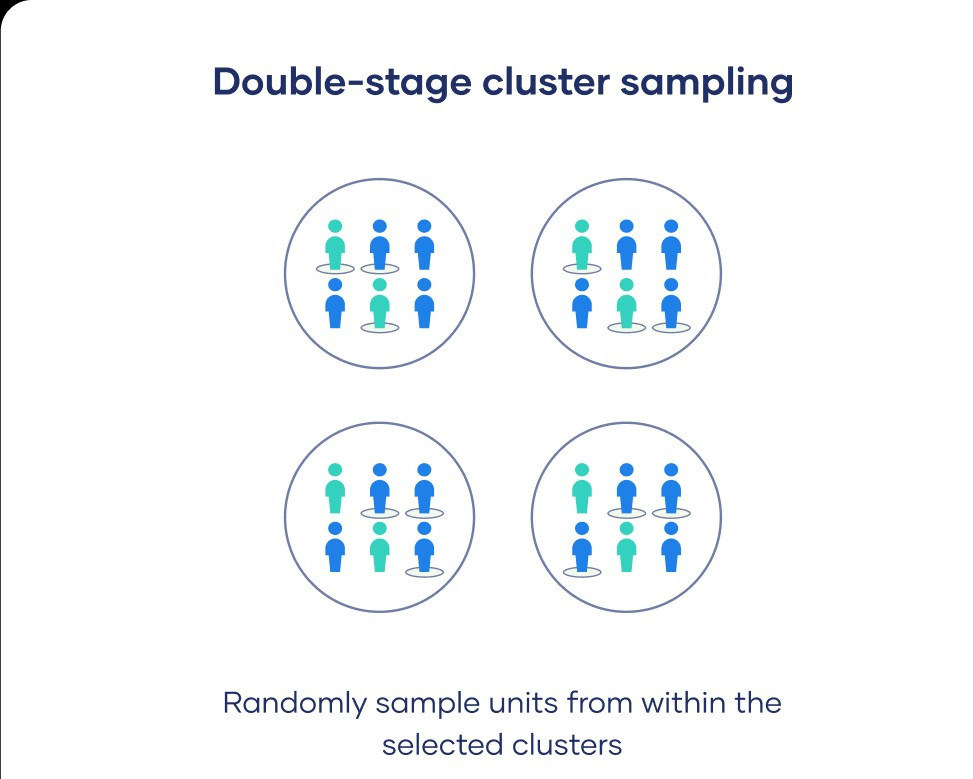 Double-stage cluster sampling
Randomly sample units from within the
selected clusters